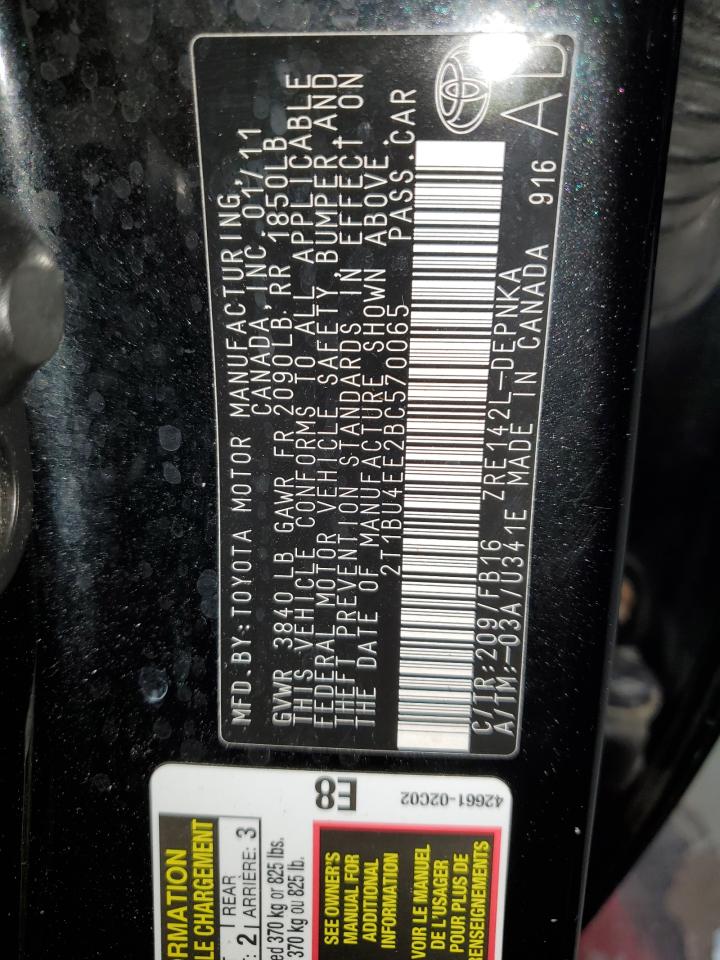 MFD. BY: TOYOTA MOTOR MANUFACTURING,
CANADA, INC. 01/11
GVWR 3840 LB GAWR FR 2090 LB, RR 1850LB
THIS VEHICLE CONFORMS TO ALL APPLICABLE
FEDERAL MOTOR VEHICLE SAFETY, BUMPER, AND
THEFT PREVENTION STANDARDS IN EFFECT ON
THE DATE OF MANUFACTURE SHOWN ABOVE.
2T1BU4EE2BC570065 PASS. CAR
C/TR:209/FB16 ZRE142L-DEPNKA
A/TM:-03A/U341E MADE IN CANADA 916
E8
42661-02C02
ORMATION
LE CHARGEMENT
: 2 REAR
ARRIÈRE: 3
ed 370 kg or 825 lbs.
370 kg ou 825 lb.
SEE OWNER'S
MANUAL FOR
ADDITIONAL
INFORMATION
VOIR LE MANUEL
DE L'USAGER
POUR PLUS DE
RENSEIGNEMENTS